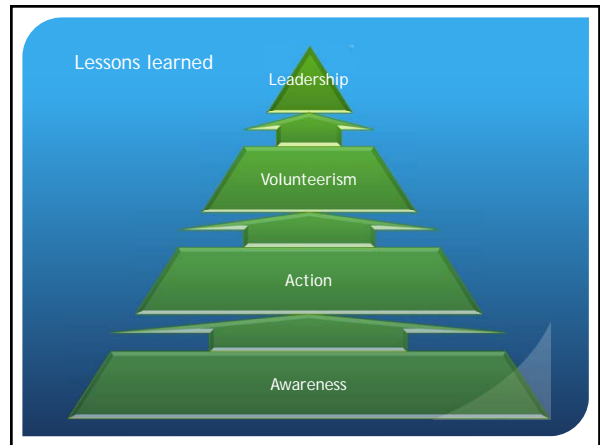 Lessons learned
Leadership
Volunteerism
Action
Awareness